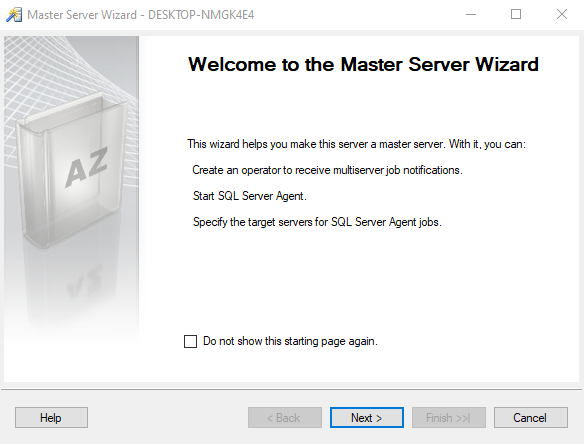 Master Server Wizard - DESKTOP-NMGK4E4
Welcome to the Master Server Wizard
AZ
This wizard helps you make this server a master server. With it, you can:
Create an operator to receive multiserver job notifications.
Start SQL Server Agent.
Specify the target servers for SQL Server Agent jobs.
Do not show this starting page again.
Help
< Back
Next >
Finish >>|
Cancel